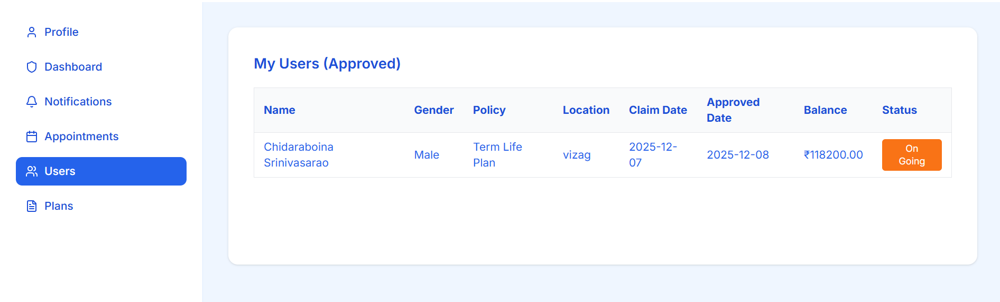 Profile
Dashboard
Notifications
Appointments
Users
Plans
My Users (Approved)
Name Gender Policy Location Claim Date Approved Date Balance Status
Chidaraboina Srinivasarao Male Term Life Plan vizag 2025-12-07 2025-12-08 ₹118200.00 On Going